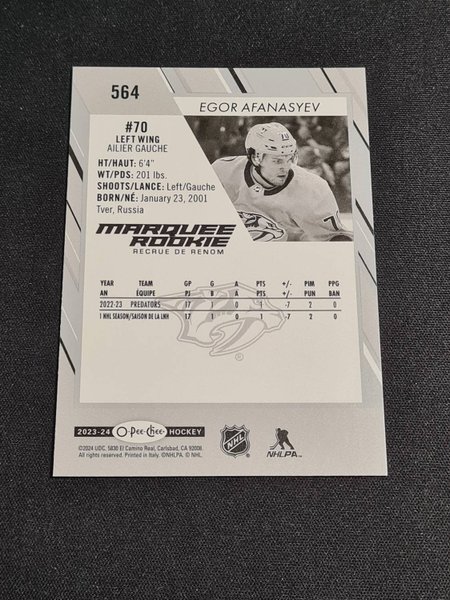 564
EGOR AFANASYEV
#70
LEFT WING
AILIER GAUCHE
HT/HAUT: 6'4"
WT/PDS: 201 lbs.
SHOOTS/LANCE: Left/Gauche
BORN/NÉ: January 23, 2001
Tver, Russia
70
MARQUEE
ROOKIE
RECRUE DE RENOM
YEAR TEAM GP G A PTS +/- PIM PPG
AN ÉQUIPE PJ B A PTS +/- PUN BAN
2022-23 PREDATORS 17 1 0 1 -7 2 0
1 NHL SEASON/SAISON DE LA LNH 17 1 0 1 -7 2 0
®
2023-24 O-Pee-Chee HOCKEY
©2024 UDC, 5830 El Camino Real, Carlsbad, CA 92008.
All rights reserved. Printed in Italy. ©NHLPA. © NHL.
NHL
NHLPA